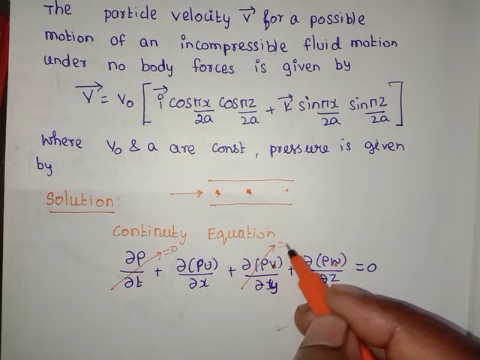 The particle velocity V⃗ for a possible
motion of an incompressible fluid motion
under no body forces is given by
V⃗ = V₀ [ i⃗ cos πx/2a cos πz/2a + k⃗ sin πx/2a sin πz/2a ]
where V₀ & a are const, pressure is given
by
Solution:
Continuity Equation
∂ρ/∂t =0 + ∂(ρu)/∂x + ∂(ρv)/∂y = + ∂(ρw)/∂z =0